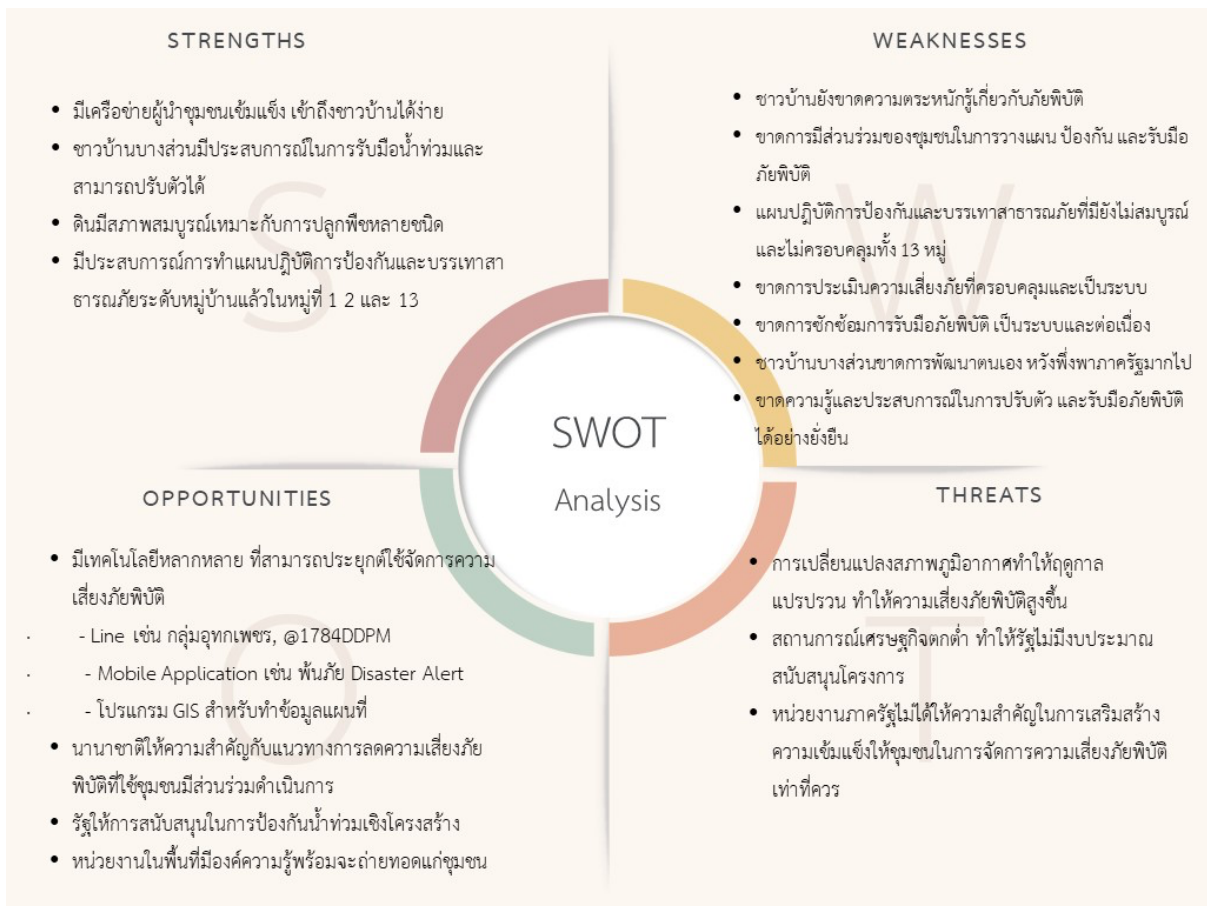 STRENGTHS
• มีเครือข่ายผู้นำชุมชนเข้มแข็ง เข้าถึงชาวบ้านได้ง่าย
• ชาวบ้านบางส่วนมีประสบการณ์ในการรับมือน้ำท่วมและ
สามารถปรับตัวได้
• ดินมีสภาพสมบูรณ์เหมาะกับการปลูกพืชหลายชนิด
• มีประสบการณ์การทำแผนปฏิบัติการป้องกันและบรรเทาสา
ธารณภัยระดับหมู่บ้านแล้วในหมู่ที่ 1 2 และ 13
S
WEAKNESSES
• ชาวบ้านยังขาดความตระหนักรู้เกี่ยวกับภัยพิบัติ
• ขาดการมีส่วนร่วมของชุมชนในการวางแผน ป้องกัน และรับมือ
ภัยพิบัติ
• แผนปฏิบัติการป้องกันและบรรเทาสาธารณภัยที่มียังไม่สมบูรณ์
และไม่ครอบคลุมทั้ง 13 หมู่
• ขาดการประเมินความเสี่ยงภัยที่ครอบคลุมและเป็นระบบ
• ขาดการซักซ้อมการรับมือภัยพิบัติ เป็นระบบและต่อเนื่อง
• ชาวบ้านบางส่วนขาดการพัฒนาตนเอง หวังพึ่งพาภาครัฐมากไป
• ขาดความรู้และประสบการณ์ในการปรับตัว และรับมือภัยพิบัติ
ได้อย่างยั่งยืน
W
SWOT
Analysis
OPPORTUNITIES
• มีเทคโนโลยีหลากหลาย ที่สามารถประยุกต์ใช้จัดการความ
เสี่ยงภัยพิบัติ
- Line เช่น กลุ่มอุทกเพชร, @1784DDPM
- Mobile Application เช่น พ้นภัย Disaster Alert
- โปรแกรม GIS สำหรับทำข้อมูลแผนที่
• นานาชาติให้ความสำคัญกับแนวทางการลดความเสี่ยงภัย
พิบัติที่ใช้ชุมชนมีส่วนร่วมดำเนินการ
• รัฐให้การสนับสนุนในการป้องกันน้ำท่วมเชิงโครงสร้าง
• หน่วยงานในพื้นที่มีองค์ความรู้พร้อมจะถ่ายทอดแก่ชุมชน
O
THREATS
• การเปลี่ยนแปลงสภาพภูมิอากาศทำให้ฤดูกาล
แปรปรวน ทำให้ความเสี่ยงภัยพิบัติสูงขึ้น
• สถานการณ์เศรษฐกิจตกต่ำ ทำให้รัฐไม่มีงบประมาณ
สนับสนุนโครงการ
• หน่วยงานภาครัฐไม่ได้ให้ความสำคัญในการเสริมสร้าง
ความเข้มแข็งให้ชุมชนในการจัดการความเสี่ยงภัยพิบัติ
เท่าที่ควร
T